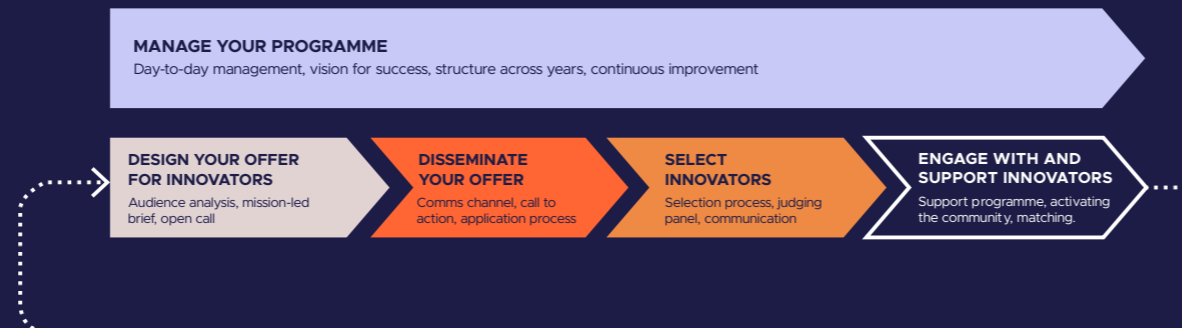 MANAGE YOUR PROGRAMME
Day-to-day management, vision for success, structure across years, continuous improvement
DESIGN YOUR OFFER
FOR INNOVATORS
Audience analysis, mission-led
brief, open call
DISSEMINATE
YOUR OFFER
Comms channel, call to
action, application process
SELECT
INNOVATORS
Selection process, judging
panel, communication
ENGAGE WITH AND
SUPPORT INNOVATORS
Support programme, activating
the community, matching.